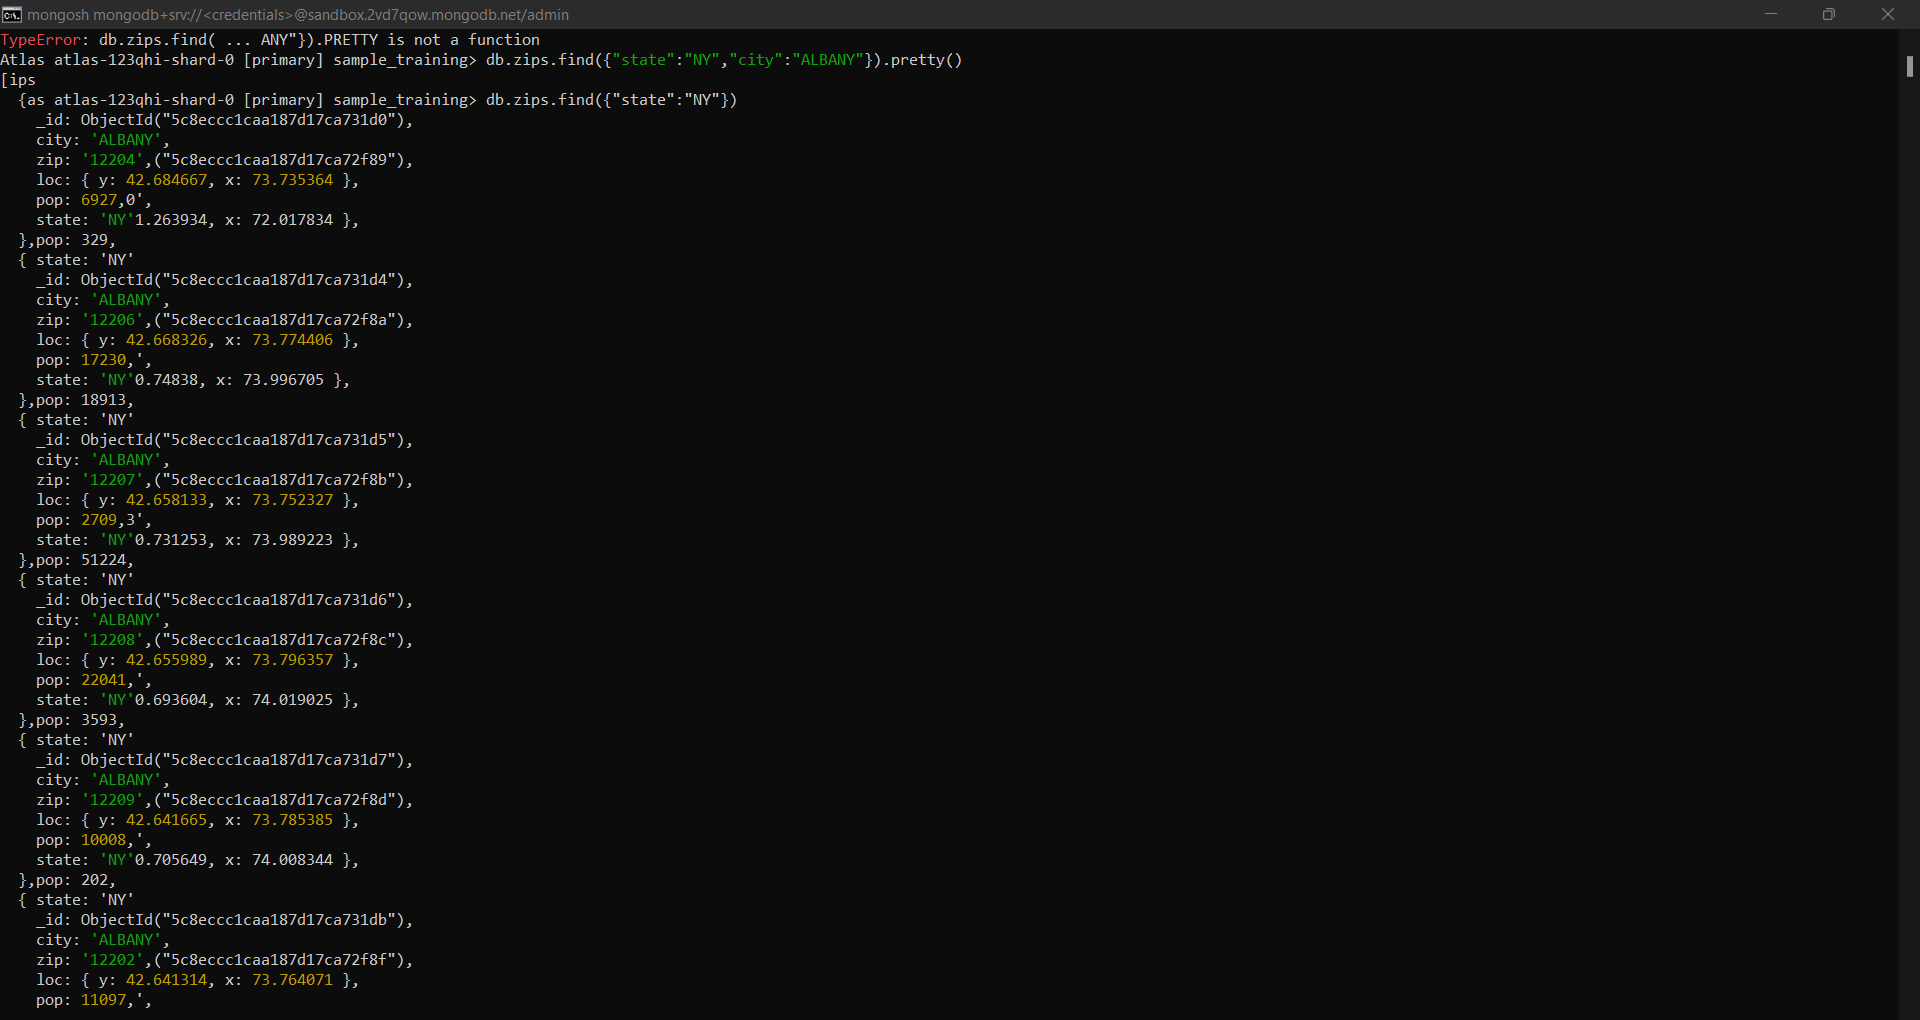 mongosh mongodb+srv://<credentials>@sandbox.2vd7qow.mongodb.net/admin
TypeError: db.zips.find( ... ANY"}).PRETTY is not a function
Atlas atlas-123qhi-shard-0 [primary] sample_training> db.zips.find({"state":"NY","city":"ALBANY"}).pretty()
[ips
  {as atlas-123qhi-shard-0 [primary] sample_training> db.zips.find({"state":"NY"})
    _id: ObjectId("5c8eccc1caa187d17ca731d0"),
    city: 'ALBANY',
    zip: '12204',("5c8eccc1caa187d17ca72f89"),
    loc: { y: 42.684667, x: 73.735364 },
    pop: 6927,0',
    state: 'NY'1.263934, x: 72.017834 },
  },pop: 329,
  { state: 'NY'
    _id: ObjectId("5c8eccc1caa187d17ca731d4"),
    city: 'ALBANY',
    zip: '12206',("5c8eccc1caa187d17ca72f8a"),
    loc: { y: 42.668326, x: 73.774406 },
    pop: 17230,',
    state: 'NY'0.74838, x: 73.996705 },
  },pop: 18913,
  { state: 'NY'
    _id: ObjectId("5c8eccc1caa187d17ca731d5"),
    city: 'ALBANY',
    zip: '12207',("5c8eccc1caa187d17ca72f8b"),
    loc: { y: 42.658133, x: 73.752327 },
    pop: 2709,3',
    state: 'NY'0.731253, x: 73.989223 },
  },pop: 51224,
  { state: 'NY'
    _id: ObjectId("5c8eccc1caa187d17ca731d6"),
    city: 'ALBANY',
    zip: '12208',("5c8eccc1caa187d17ca72f8c"),
    loc: { y: 42.655989, x: 73.796357 },
    pop: 22041,',
    state: 'NY'0.693604, x: 74.019025 },
  },pop: 3593,
  { state: 'NY'
    _id: ObjectId("5c8eccc1caa187d17ca731d7"),
    city: 'ALBANY',
    zip: '12209',("5c8eccc1caa187d17ca72f8d"),
    loc: { y: 42.641665, x: 73.785385 },
    pop: 10008,',
    state: 'NY'0.705649, x: 74.008344 },
  },pop: 202,
  { state: 'NY'
    _id: ObjectId("5c8eccc1caa187d17ca731db"),
    city: 'ALBANY',
    zip: '12202',("5c8eccc1caa187d17ca72f8f"),
    loc: { y: 42.641314, x: 73.764071 },
    pop: 11097,',